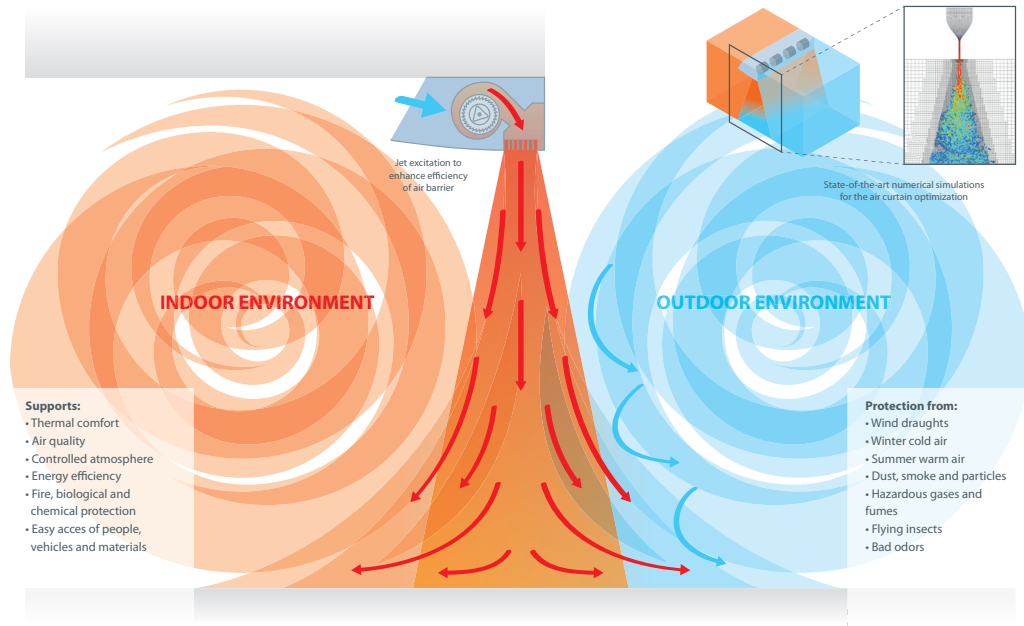 Jet excitation to
enhance efficiency
of air barrier
State-of-the-art numerical simulations
for the air curtain optimization
INDOOR ENVIRONMENT
OUTDOOR ENVIRONMENT
Supports:
• Thermal comfort
• Air quality
• Controlled atmosphere
• Energy efficiency
• Fire, biological and
chemical protection
• Easy acces of people,
vehicles and materials
Protection from:
• Wind draughts
• Winter cold air
• Summer warm air
• Dust, smoke and particles
• Hazardous gases and
fumes
• Flying insects
• Bad odors